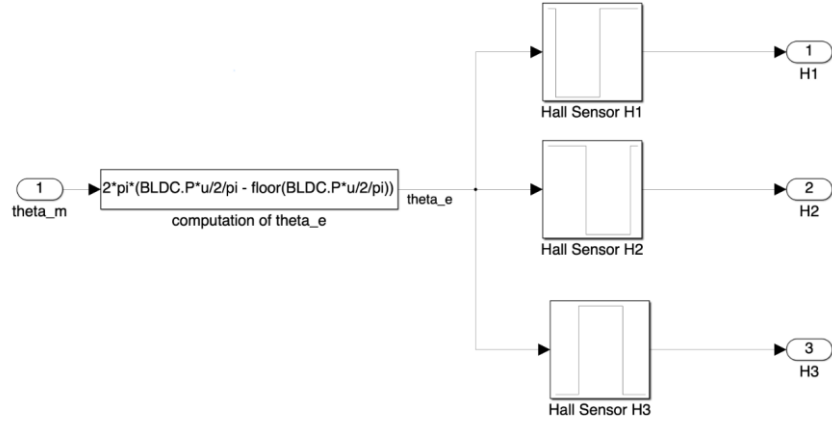 1
H1
Hall Sensor H1
1
theta_m
2*pi*(BLDC.P*u/2/pi - floor(BLDC.P*u/2/pi))
computation of theta_e
theta_e
2
H2
Hall Sensor H2
3
H3
Hall Sensor H3